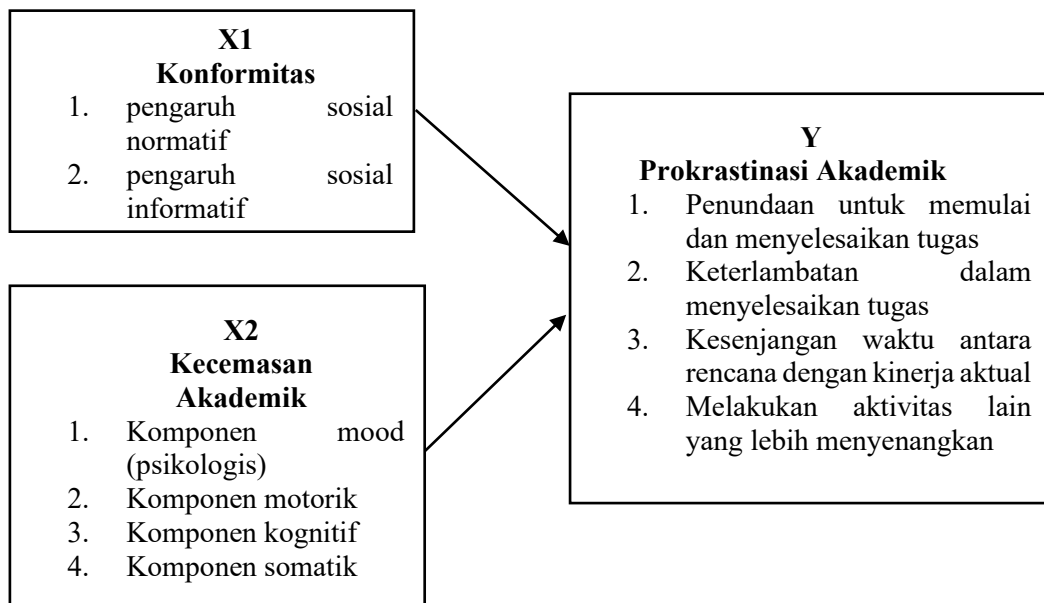 X1
Konformitas
1. pengaruh sosial
normatif
2. pengaruh sosial
informatif
X2
Kecemasan
Akademik
1. Komponen mood
(psikologis)
2. Komponen motorik
3. Komponen kognitif
4. Komponen somatik
Y
Prokrastinasi Akademik
1. Penundaan untuk memulai
dan menyelesaikan tugas
2. Keterlambatan dalam
menyelesaikan tugas
3. Kesenjangan waktu antara
rencana dengan kinerja aktual
4. Melakukan aktivitas lain
yang lebih menyenangkan